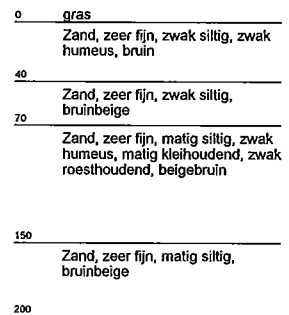 0 gras
Zand, zeer fijn, zwak siltig, zwak
humeus, bruin
40
Zand, zeer fijn, zwak siltig,
bruinbeige
70
Zand, zeer fijn, matig siltig, zwak
humeus, matig kleihoudend, zwak
roesthoudend, beigebruin
150
Zand, zeer fijn, matig siltig,
bruinbeige
200